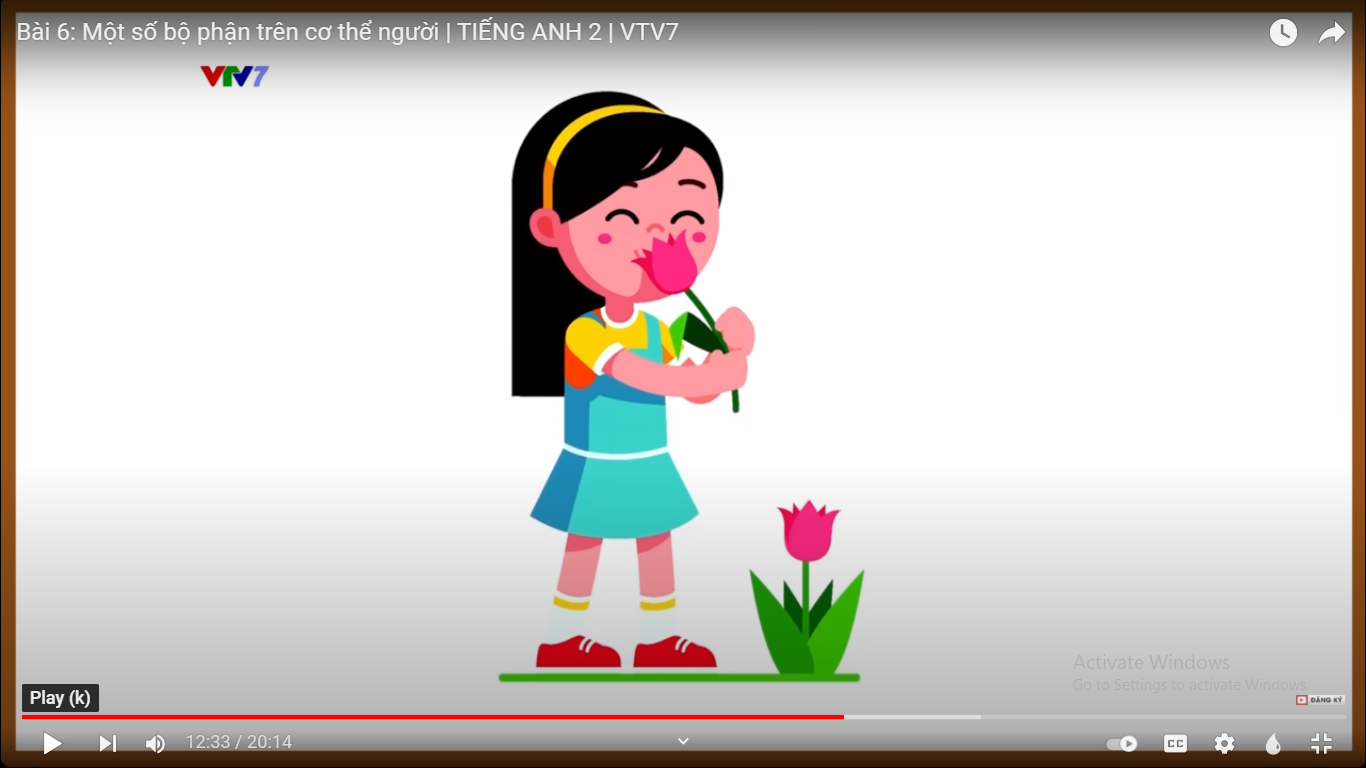 Bài 6: Một số bộ phận trên cơ thể người | TIẾNG ANH 2 | VTV7
VTV7
Activate Windows
Go to Settings to activate Windows.
ĐĂNG KÝ
Play (k)
12:33 / 20:14
CC